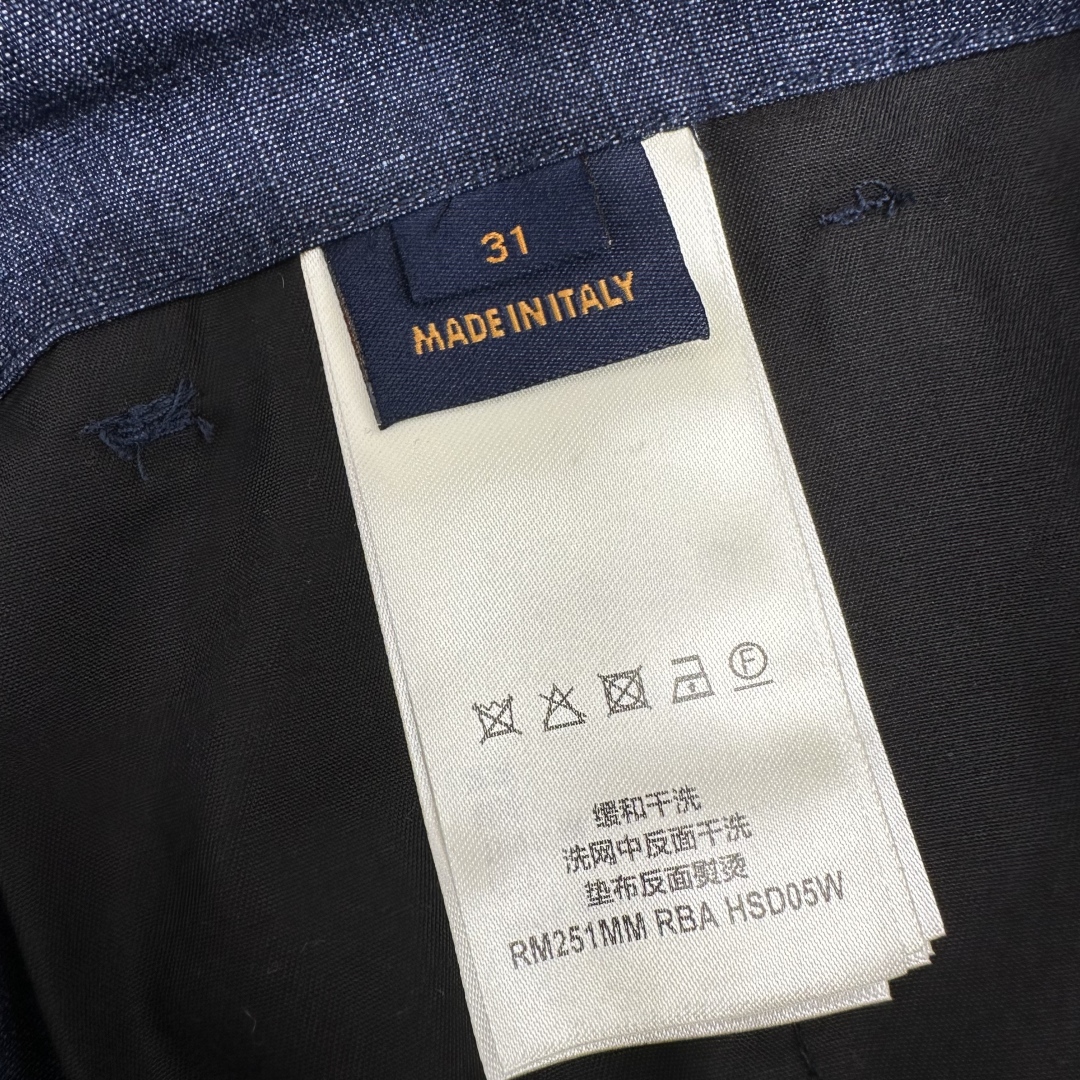 31
MADE IN ITALY
F
缓和干洗
洗网中反面干洗
垫布反面熨烫
RM251MM RBA HSD05W